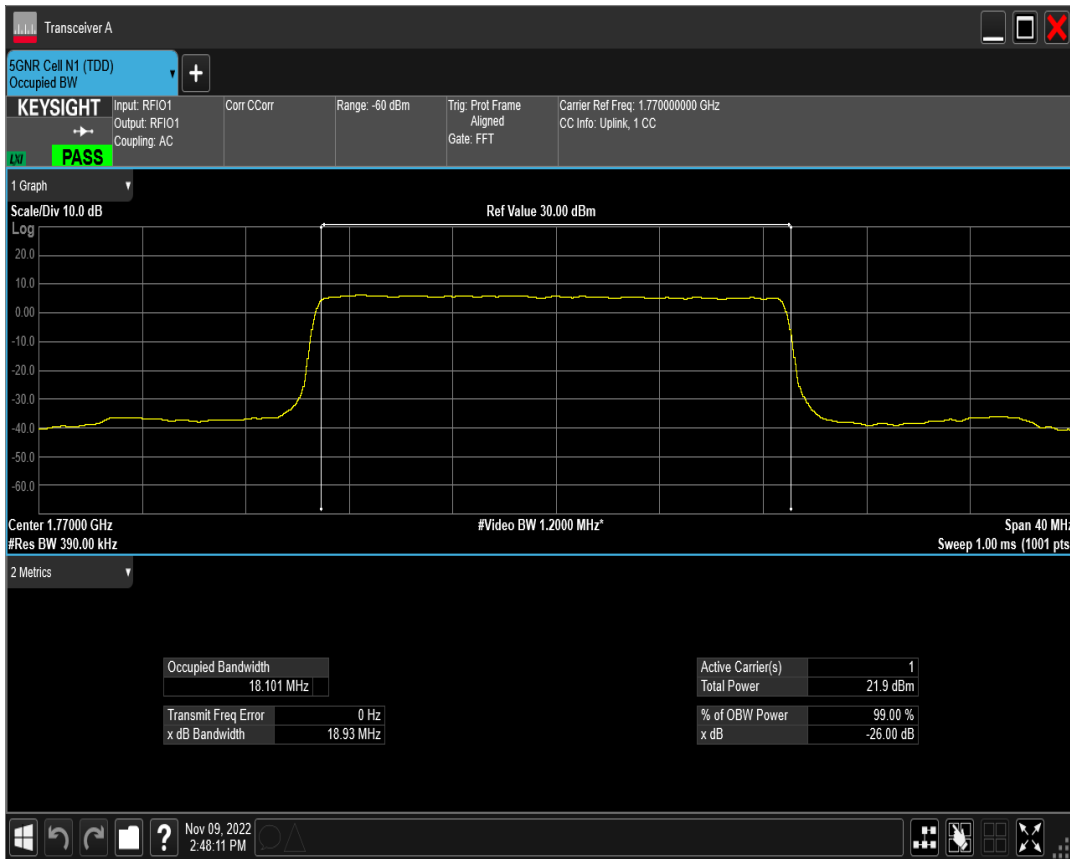 Transceiver A
5GNR Cell N1 (TDD)
Occupied BW
+
KEYSIGHT
LXI
PASS
Input: RFIO1
Output: RFIO1
Coupling: AC
Corr CCorr
Range: -60 dBm
Trig: Prot Frame
Aligned
Gate: FFT
Carrier Ref Freq: 1.770000000 GHz
CC Info: Uplink, 1 CC
1 Graph
Scale/Div 10.0 dB
Ref Value 30.00 dBm
Log
20.0
10.0
0.00
-10.0
-20.0
-30.0
-40.0
-50.0
-60.0
Center 1.77000 GHz
#Video BW 1.2000 MHz*
Span 40 MHz
#Res BW 390.00 kHz
Sweep 1.00 ms (1001 pts
2 Metrics
Occupied Bandwidth
18.101 MHz
Transmit Freq Error 0 Hz
x dB Bandwidth 18.93 MHz
Active Carrier(s) 1
Total Power 21.9 dBm
% of OBW Power 99.00 %
x dB -26.00 dB
?
Nov 09, 2022
2:48:11 PM